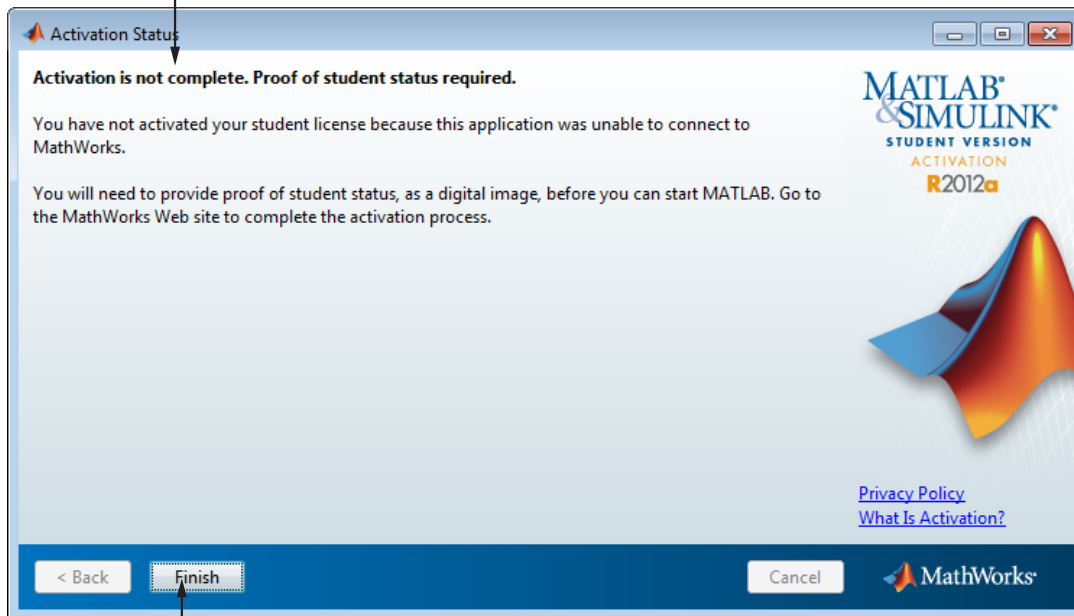 Activation Status
Activation is not complete. Proof of student status required.
You have not activated your student license because this application was unable to connect to
MathWorks.
You will need to provide proof of student status, as a digital image, before you can start MATLAB. Go to
the MathWorks Web site to complete the activation process.
MATLAB®
&SIMULINK®
STUDENT VERSION
ACTIVATION
R2012a
Privacy Policy
What Is Activation?
< Back
Finish
Cancel
MathWorks®